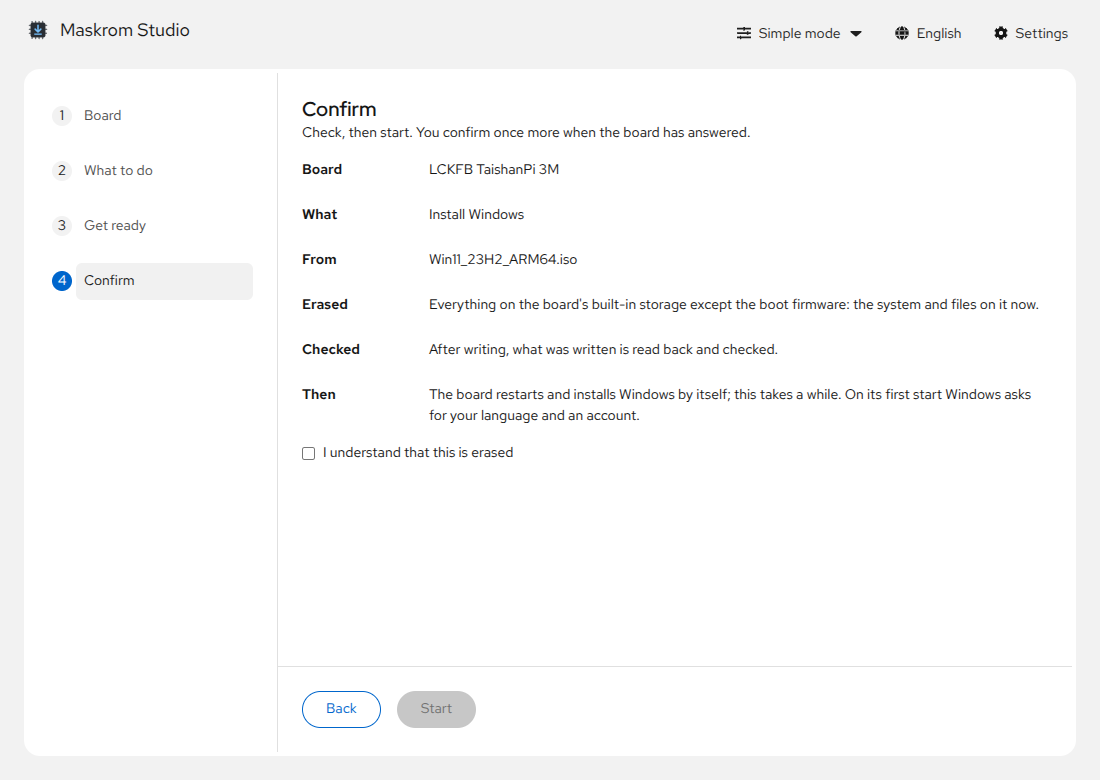 Maskrom Studio
Simple mode
English
Settings
1 Board
2 What to do
3 Get ready
4 Confirm
Confirm
Check, then start. You confirm once more when the board has answered.
Board LCKFB TaishanPi 3M
What Install Windows
From Win11_23H2_ARM64.iso
Erased Everything on the board's built-in storage except the boot firmware: the system and files on it now.
Checked After writing, what was written is read back and checked.
Then The board restarts and installs Windows by itself; this takes a while. On its first start Windows asks
for your language and an account.
I understand that this is erased
Back
Start